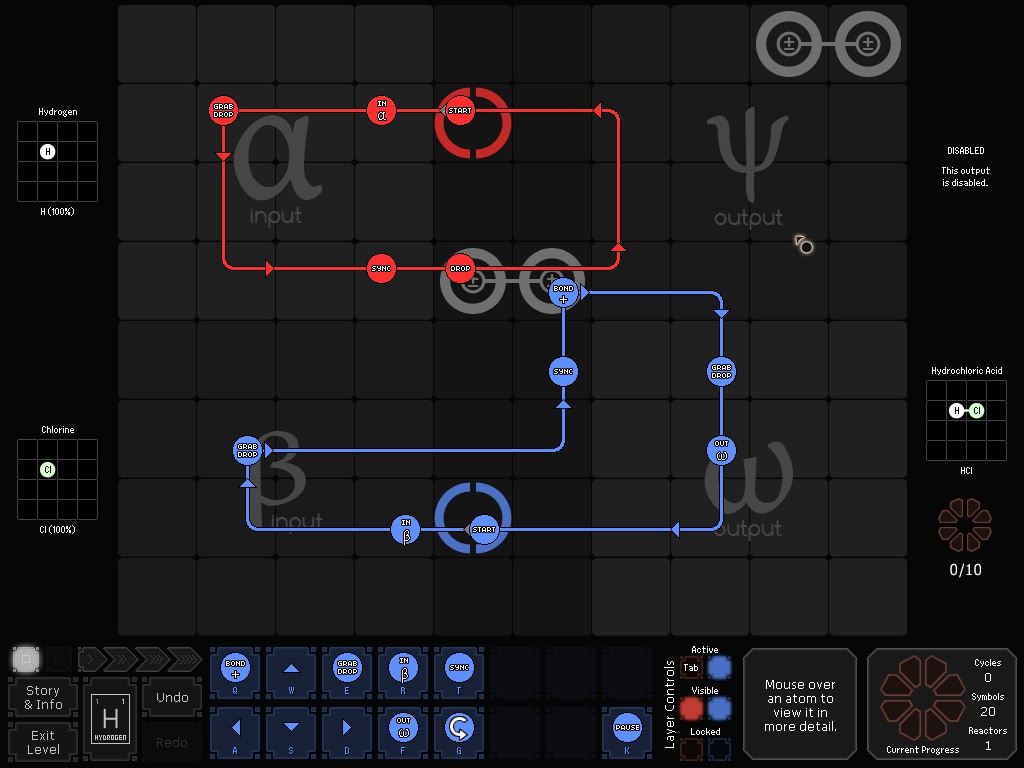 Hydrogen
H
H (100%)
GRAB
DROP
IN
α
START
α
input
ψ
output
DISABLED
This output
is disabled.
±
±
SYNC
DROP
±
±
BOND
+
SYNC
GRAB
DROP
Chlorine
Cl
Cl (100%)
GRAB
DROP
β
input
IN
β
START
OUT
ω
ω
output
Hydrochloric Acid
H Cl
HCl
0/10
Story
& Info
Exit
Level
1 1
H
HYDROGEN
Undo
Redo
BOND
+
Q
W
GRAB
DROP
E
IN
β
R
SYNC
T
A
S
D
OUT
ω
F
G
PAUSE
K
Layer Controls
Active
Tab
Visible
Locked
Mouse over
an atom to
view it in
more detail.
Cycles
0
Symbols
20
Reactors
1
Current Progress